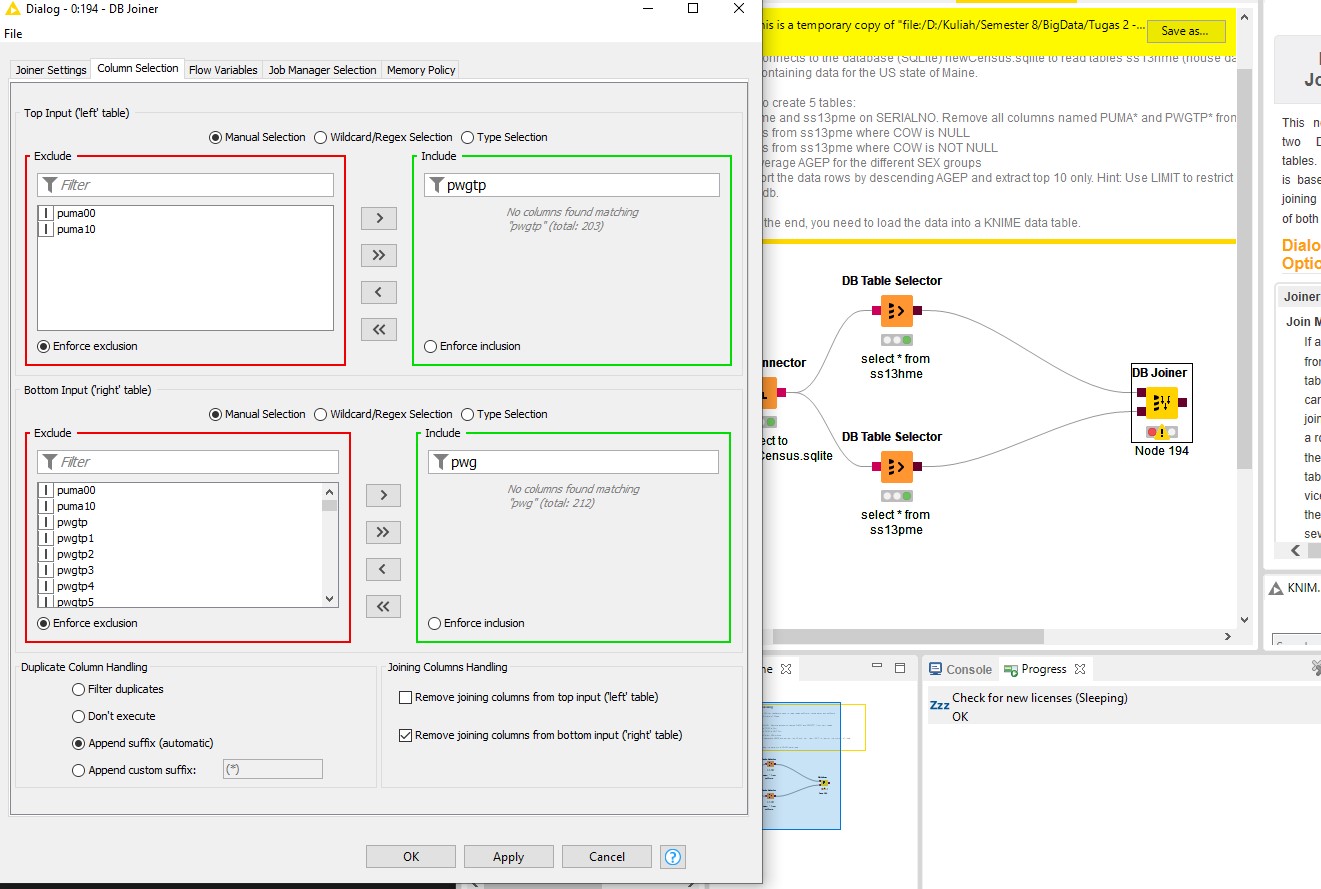 Dialog - 0:194 - DB Joiner
File
Joiner Settings
Column Selection
Flow Variables
Job Manager Selection
Memory Policy
Top Input ('left' table)
Manual Selection
Wildcard/Regex Selection
Type Selection
Exclude
Filter
I puma00
I puma10
Enforce exclusion
>
>>
<
<<
Include
pwgtp
No columns found matching
"pwgtp" (total: 203)
Enforce inclusion
Bottom Input ('right' table)
Manual Selection
Wildcard/Regex Selection
Type Selection
Exclude
Filter
I puma00
I puma10
I pwgtp
I pwgtp1
I pwgtp2
I pwgtp3
I pwgtp4
I pwgtp5
Enforce exclusion
>
>>
<
<<
Include
pwg
No columns found matching
"pwg" (total: 212)
Enforce inclusion
Duplicate Column Handling
Filter duplicates
Don't execute
Append suffix (automatic)
Append custom suffix:
(*)
Joining Columns Handling
Remove joining columns from top input ('left' table)
Remove joining columns from bottom input ('right' table)
OK
Apply
Cancel
?
his is a temporary copy of "file:/D:/Kuliah/Semester 8/BigData/Tugas 2 -...
Save as...
onnects to the database (SQLite) newCensus.sqlite to read tables ss13hme (house da
ontaining data for the US state of Maine.
o create 5 tables:
me and ss13pme on SERIALNO. Remove all columns named PUMA* and PWGTP* from
s from ss13pme where COW is NULL
s from ss13pme where COW is NOT NULL
verage AGEP for the different SEX groups
ort the data rows by descending AGEP and extract top 10 only. Hint: Use LIMIT to restrict
db.
the end, you need to load the data into a KNIME data table.
DB Table Selector
select * from
ss13hme
nnector
ect to
Census.sqlite
DB Table Selector
select * from
ss13pme
DB Joiner
Node 194
Jo
This n
two D
tables.
is base
joining
of both
Dialo
Optio
Joiner
Join M
If a
from
tab
can
join
a ro
the
tab
vice
the
sev
KNIM.
ne
Console
Progress
Zzz
Check for new licenses (Sleeping)
OK